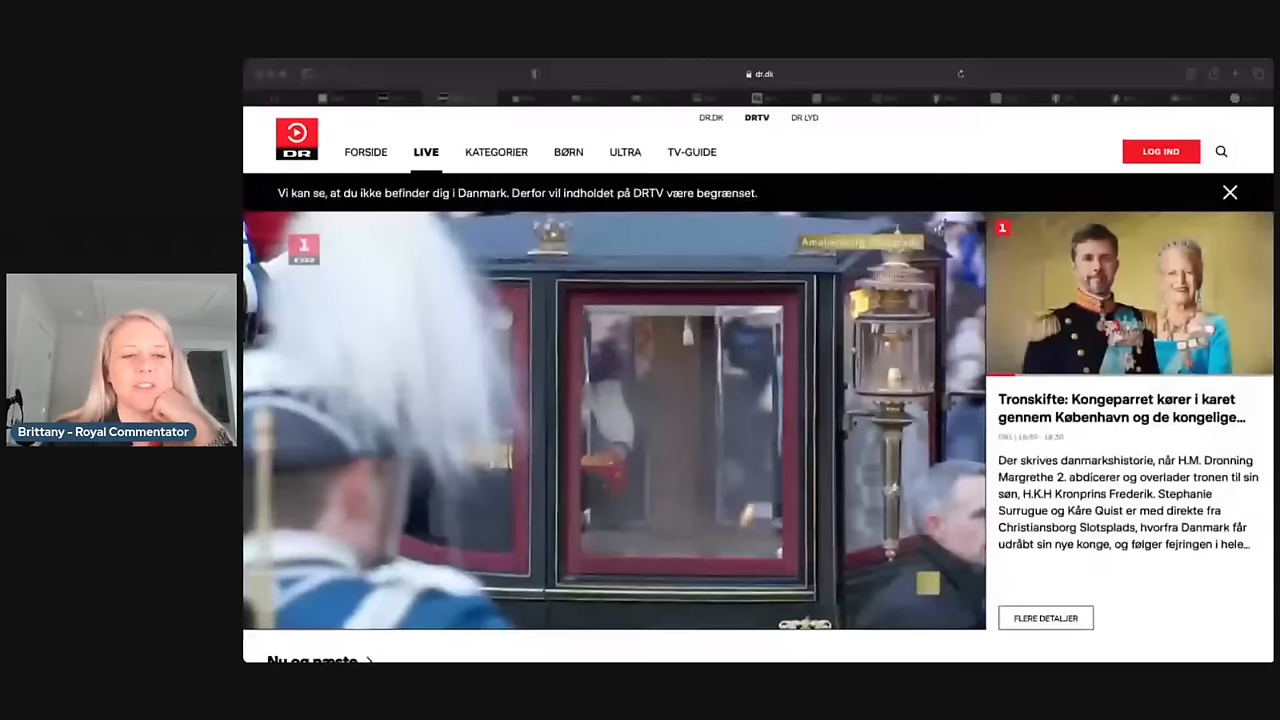 dr.dk
DR.DK DRTV DR LYD
DR
FORSIDE LIVE KATEGORIER BØRN ULTRA TV-GUIDE LOG IND
Vi kan se, at du ikke befinder dig i Danmark. Derfor vil indholdet på DRTV være begrænset.
1
Amalienborg Slotsplads
1
Tronskifte: Kongeparret kører i karet
gennem København og de kongelige...
Der skrives danmarkshistorie, når H.M. Dronning
Margrethe 2. abdicerer og overlader tronen til sin
søn, H.K.H Kronprins Frederik. Stephanie
Surrugue og Kåre Quist er med direkte fra
Christiansborg Slotsplads, hvorfra Danmark får
udråbt sin nye konge, og følger fejringen i hele...
FLERE DETALJER
Brittany - Royal Commentator
Nu og næste